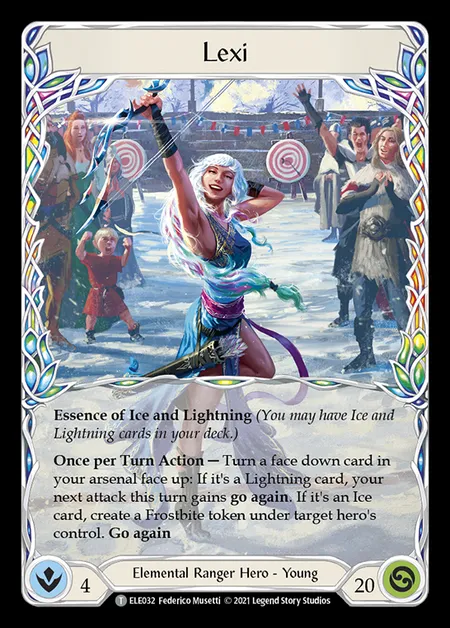 Lexi
Essence of Ice and Lightning (You may have Ice and
Lightning cards in your deck.)
Once per Turn Action — Turn a face down card in
your arsenal face up: If it's a Lightning card, your
next attack this turn gains go again. If it's an Ice
card, create a Frostbite token under target hero's
control. Go again
4
Elemental Ranger Hero - Young
20
T ELE032 Federico Musetti © 2021 Legend Story Studios